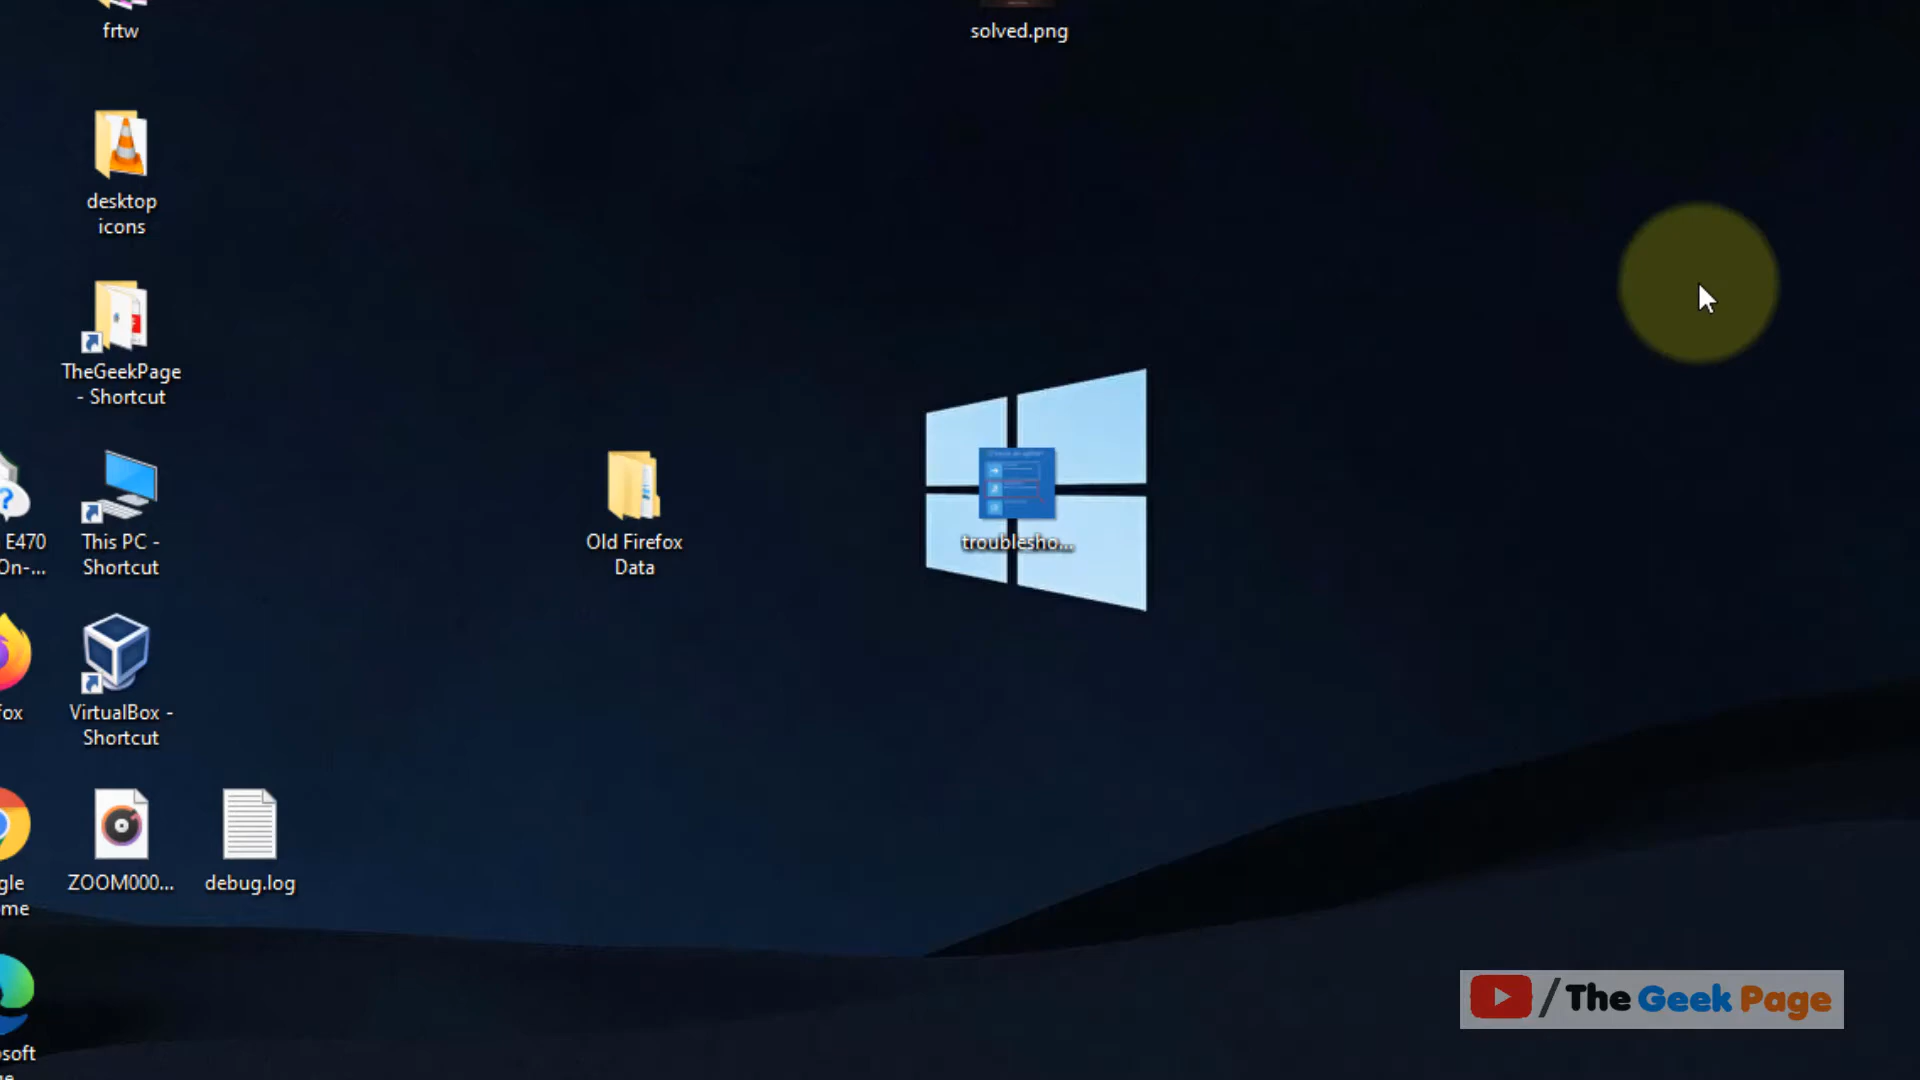 frtw
solved.png
desktop
icons
TheGeekPage
- Shortcut
E470
On-...
This PC -
Shortcut
Old Firefox
Data
troublesho...
fox
VirtualBox -
Shortcut
gle
me
ZOOM000...
debug.log
osoft
/ The Geek Page